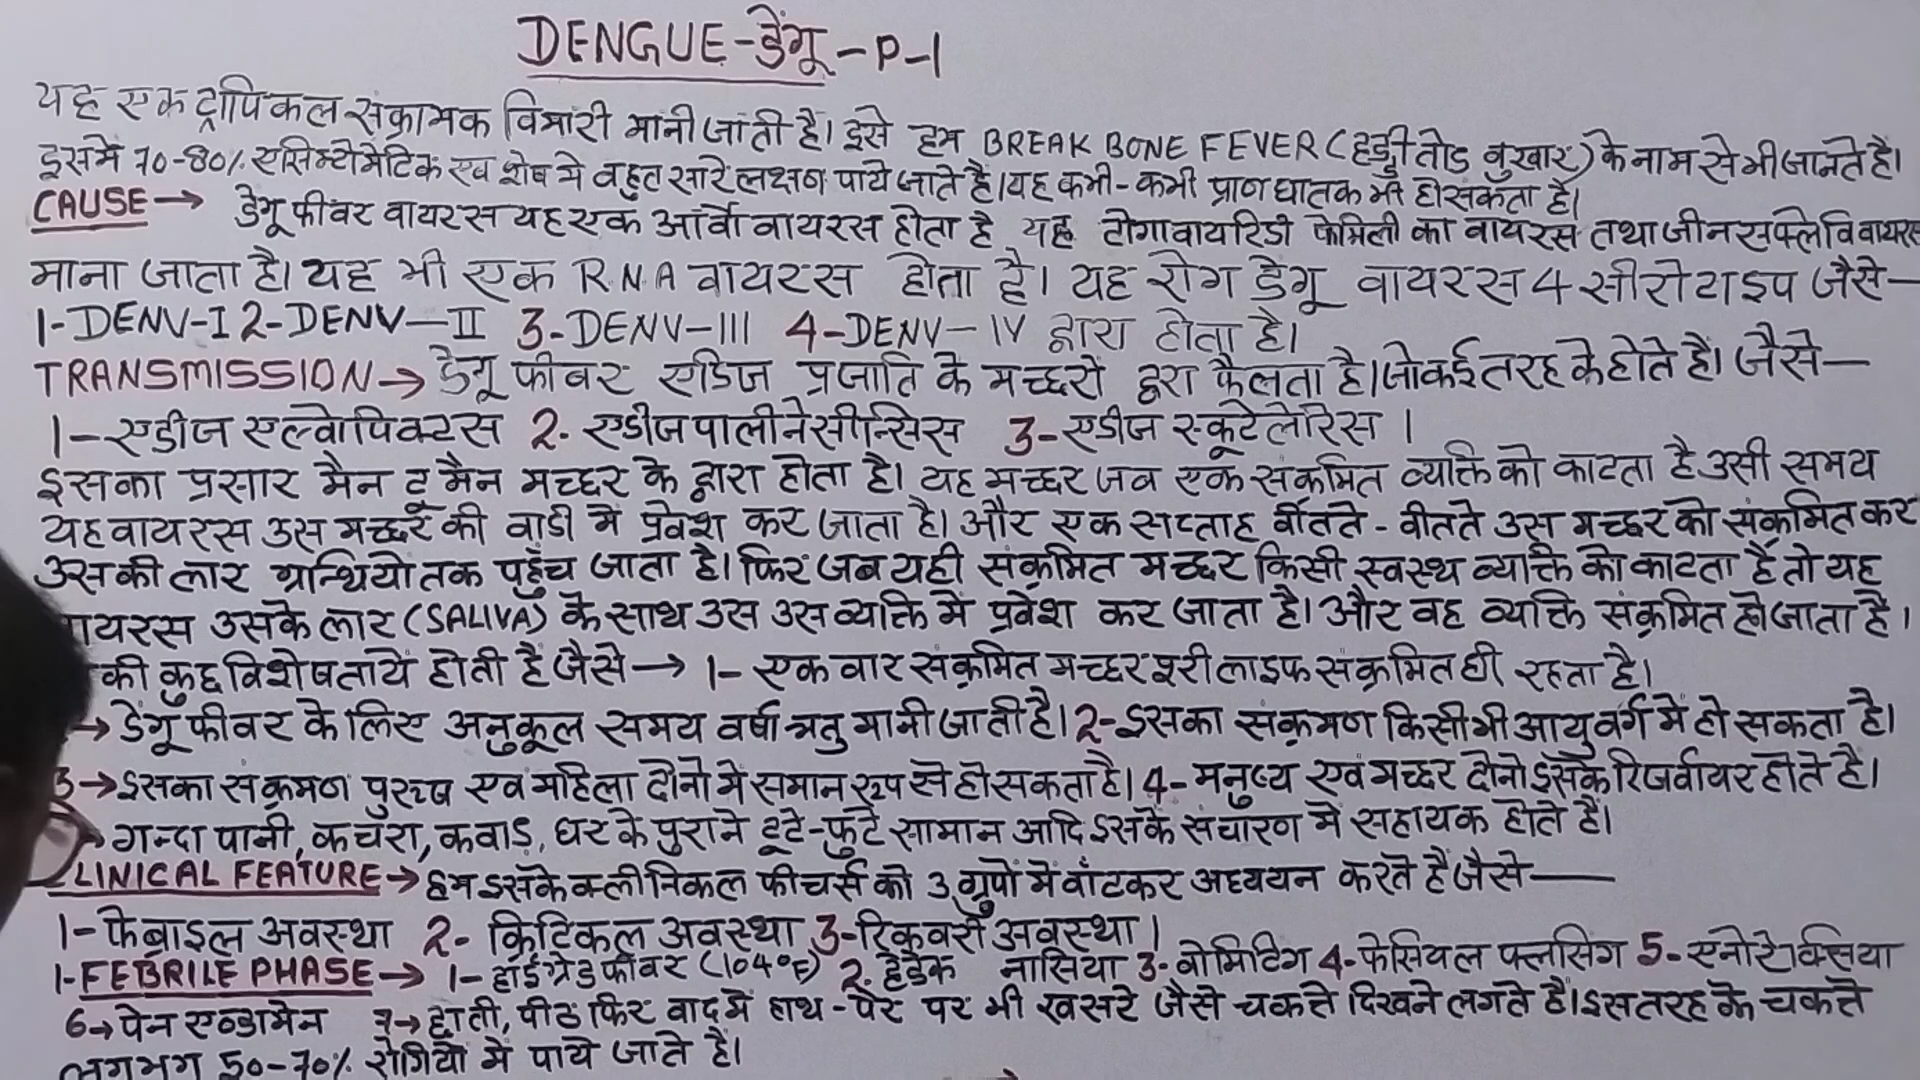 DENGUE-डेंगू-P-1
यह एक ट्रापिकल संक्रामक विमारी मानी जाती है। इसे हम BREAK BONE FEVER (हड्डी तोड बुखार) के नाम से भी जानते है।
इसमे 70-80% एसिम्टोमेटिक एव शेष मे बहुत सारे लक्षण पाये जाते है। यह कभी-कभी प्राण घातक भी हो सकता है।
CAUSE→ डेंगू फीवर वायरस यह एक आर्वो वायरस होता है यह टोगावायरिडी फेमिली का वायरस तथा जीनस फ्लेविवायरस
माना जाता है। यह भी एक R.N.A वायरस होता है। यह रोग डेंगू वायरस 4 सीरोटाइप जैसे—
1-DENV-I 2-DENV—II 3-DENV-III 4-DENV-IV द्वारा होता है।
TRANSMISSION→ डेंगू फीवर एडिज प्रजाति के मच्छरों द्वरा फैलता है। जो कई तरह के होते हैं। जैसे—
1-एडीज एल्वोपिक्टस 2- एडीज पालीनेसीन्सिस 3-एडीज स्कूटेलेरिस।
इसका प्रसार मैन टू मैन मच्छर के द्वारा होता है। यह मच्छर जब एक संक्रमित व्यक्ति को काटता है उसी समय
यह वायरस उस मच्छर की वाडी मे प्रवेश कर जाता है। और एक सप्ताह वीतते-वीतते उस मच्छर को संक्रमित कर
उसकी लार ग्रन्थियो तक पहुँच जाता है। फिर जब यही संक्रमित मच्छर किसी स्वस्थ व्यक्ति को काटता हैं तो यह
ायरस उसके लार (SALIVA) के साथ उस उस व्यक्ति में प्रवेश कर जाता है। और वह व्यक्ति संक्रमित हो जाता है।
की कुछ विशेषतायें होती हैं जैसे→ 1- एक वार संक्रमित मच्छर पूरी लाइफ संक्रमित ही रहता है।
→ डेंगू फीवर के लिए अनुकूल समय वर्षा ऋतु मानी जाती है। 2-इसका संक्रमण किसी भी आयु वर्ग में हो सकता है।
3→ इसका संक्रमण पुरुष एवं महिला दोनो मे समान रूप से हो सकता है। 4- मनुष्य एवं मच्छर दोनो इसके रिजर्वायर होते है।
गन्दा पानी, कचरा, कवाड, घर के पुराने टूटे-फुटे सामान आदि इसके संचारण मे सहायक होते हैं।
LINICAL FEATURE→ हम इसके क्लीनिकल फीचर्स को 3 ग्रुपों में वाँटकर अध्ययन करते हैं जैसे——
1-फेब्राइल अवस्था 2- क्रिटिकल अवस्था 3-रिकवरी अवस्था।
1-FEBRILE PHASE→ 1-हाई ग्रेड फीवर (104°F) 2. हैडेक नासिया 3-वोमिटिंग 4-फेसियल फ्लसिंग 5-एनोरेक्सिया
6→पेन एब्डामेन 7→छाती, पीठ फिर वाद में हाथ-पैर पर भी खसरे जैसे चकत्ते दिखने लगते हैं। इस तरह के चकत्ते
लगभग 50-70% रोगियों में पाये जाते हैं।